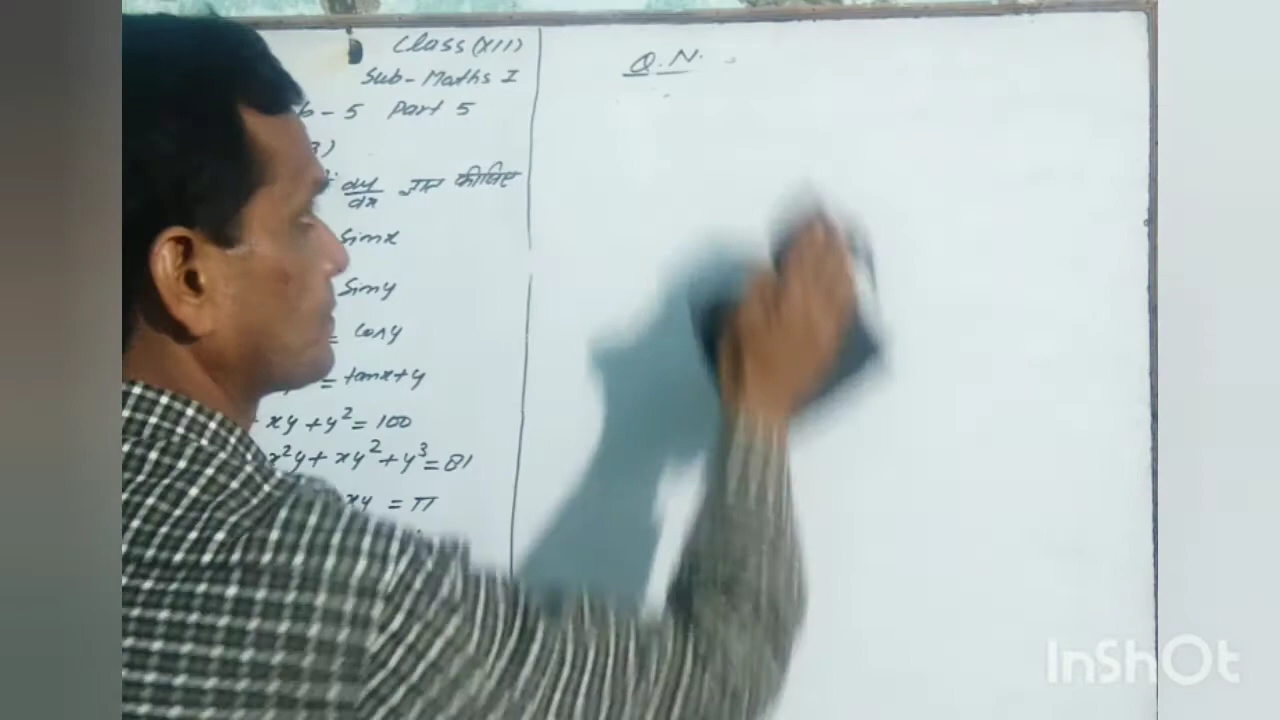 Class (XII)
Sub - Maths I
- 5 Part 5
3)
dy/dx ज्ञात कीजिए
Sinx
Siny
= Cosy
= tanx+y
xy + y² = 100
x²y + xy² + y³ = 81
xy = π
Q.N.
InShOt